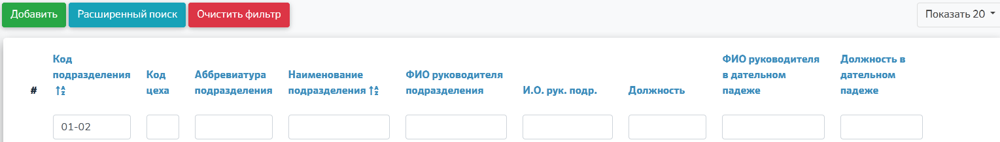 Добавить
Расширенный поиск
Очистить фильтр
Показать 20
#
Код
подразделения
Код
цеха
Аббревиатура
подразделения
Наименование
подразделения
ФИО руководителя
подразделения
И.О. рук. подр.
Должность
ФИО руководителя
в дательном
падеже
Должность в
дательном
падеже
01-02